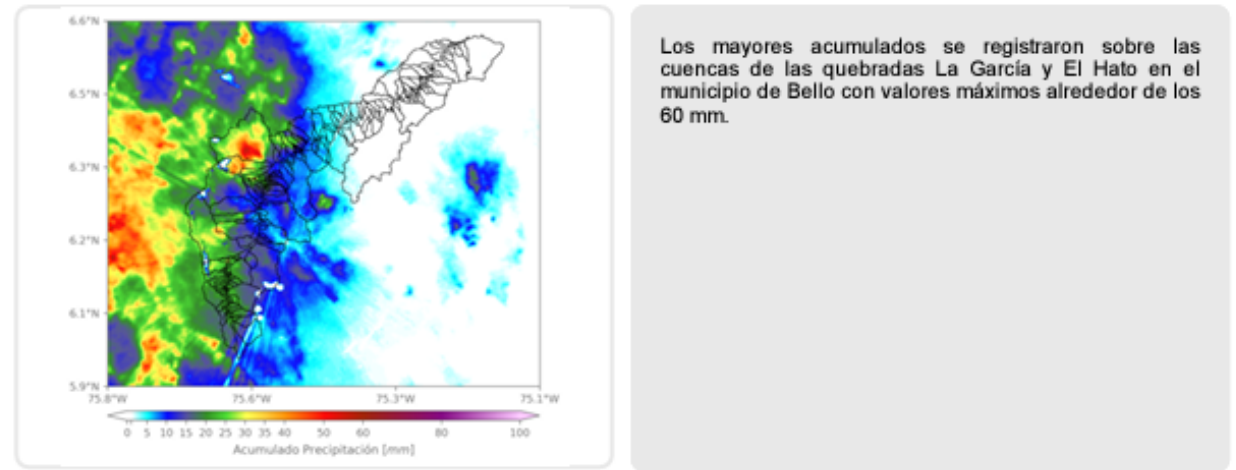 6.6°N
6.5°N
6.3°N
6.2°N
6.1°N
5.9°N
75.8°W 75.6°W 75.3°W 75.1°W
0 5 10 15 20 25 30 35 40 50 60 80 100
Acumulado Precipitación [mm]
Los mayores acumulados se registraron sobre las
cuencas de las quebradas La García y El Hato en el
municipio de Bello con valores máximos alrededor de los
60 mm.